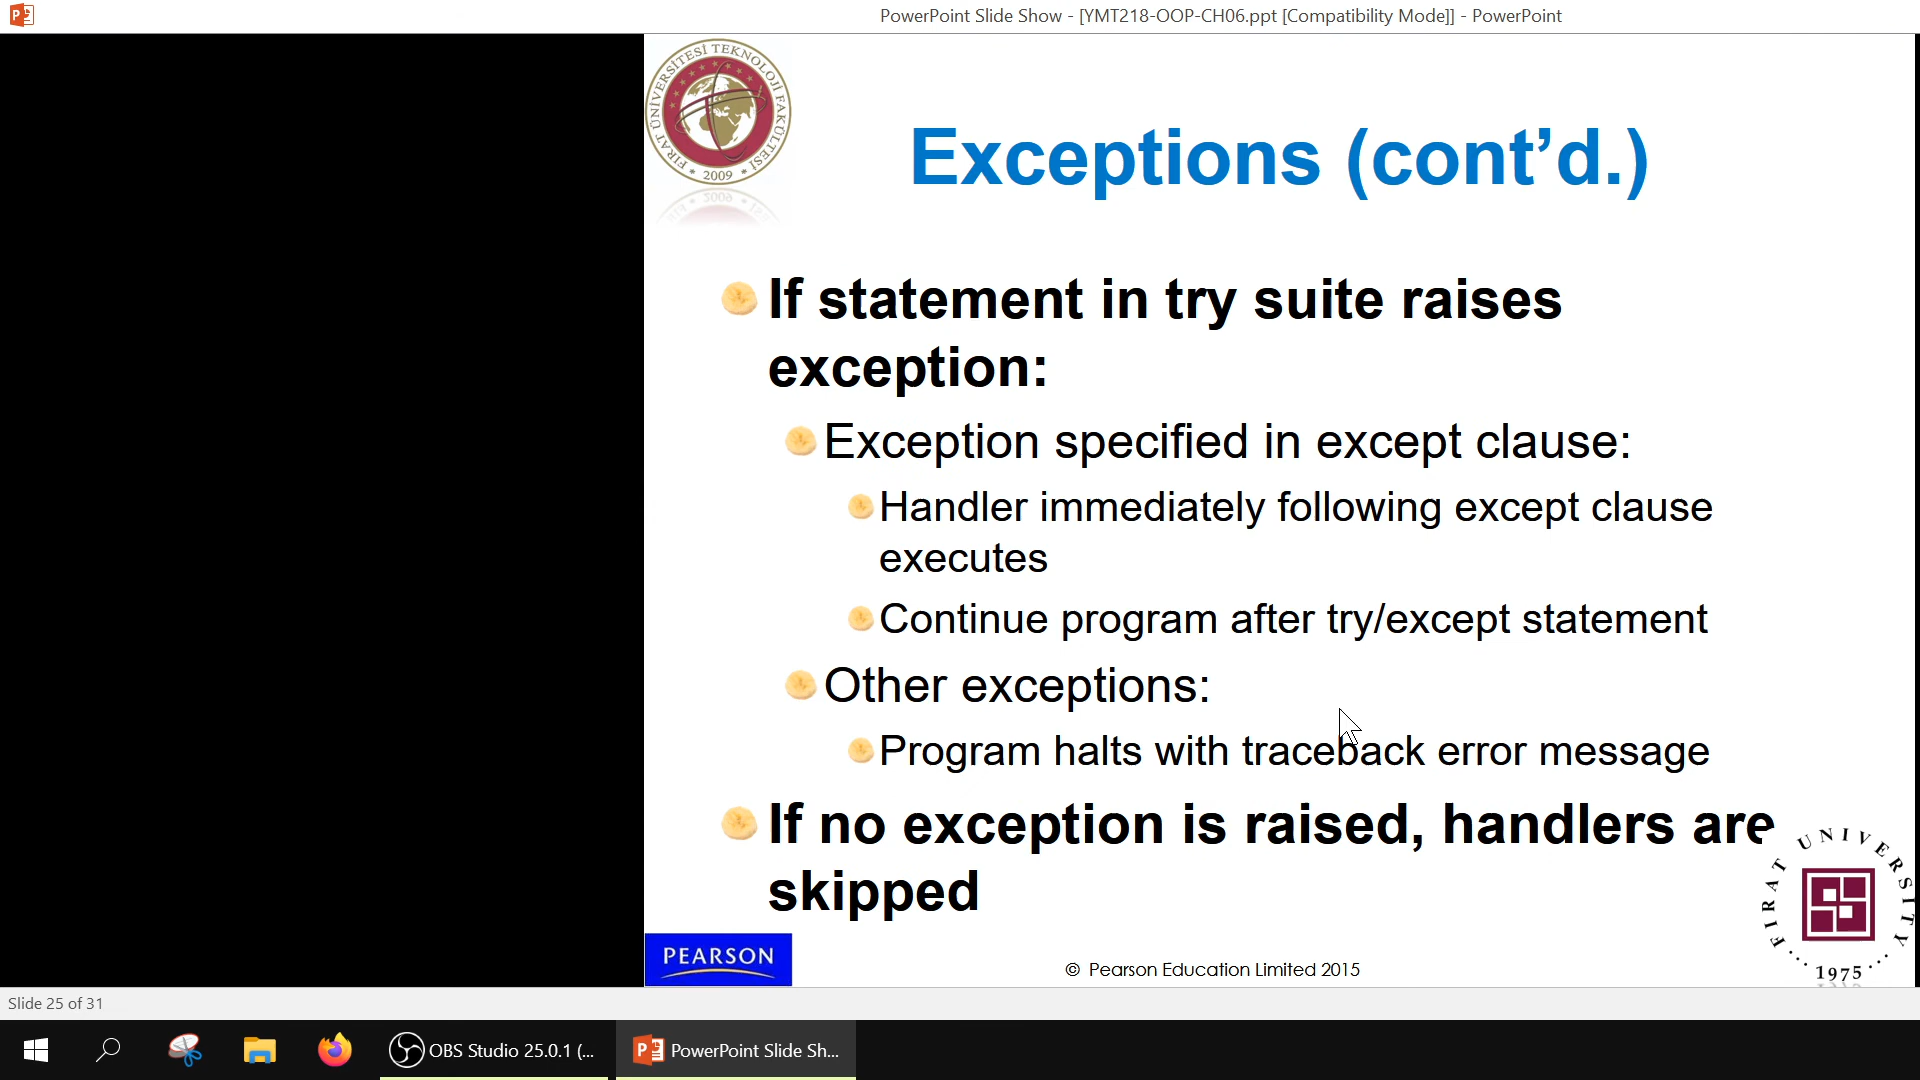 PowerPoint Slide Show - [YMT218-OOP-CH06.ppt [Compatibility Mode]] - PowerPoint
FIRAT ÜNİVERSİTESİ TEKNOLOJİ FAKÜLTESİ
* 2009 *
Exceptions (cont’d.)
If statement in try suite raises
exception:
Exception specified in except clause:
Handler immediately following except clause
executes
Continue program after try/except statement
Other exceptions:
Program halts with traceback error message
If no exception is raised, handlers are
skipped
FIRAT UNIVERSITY
1975
PEARSON
© Pearson Education Limited 2015
Slide 25 of 31
OBS Studio 25.0.1 (...
PowerPoint Slide Sh...